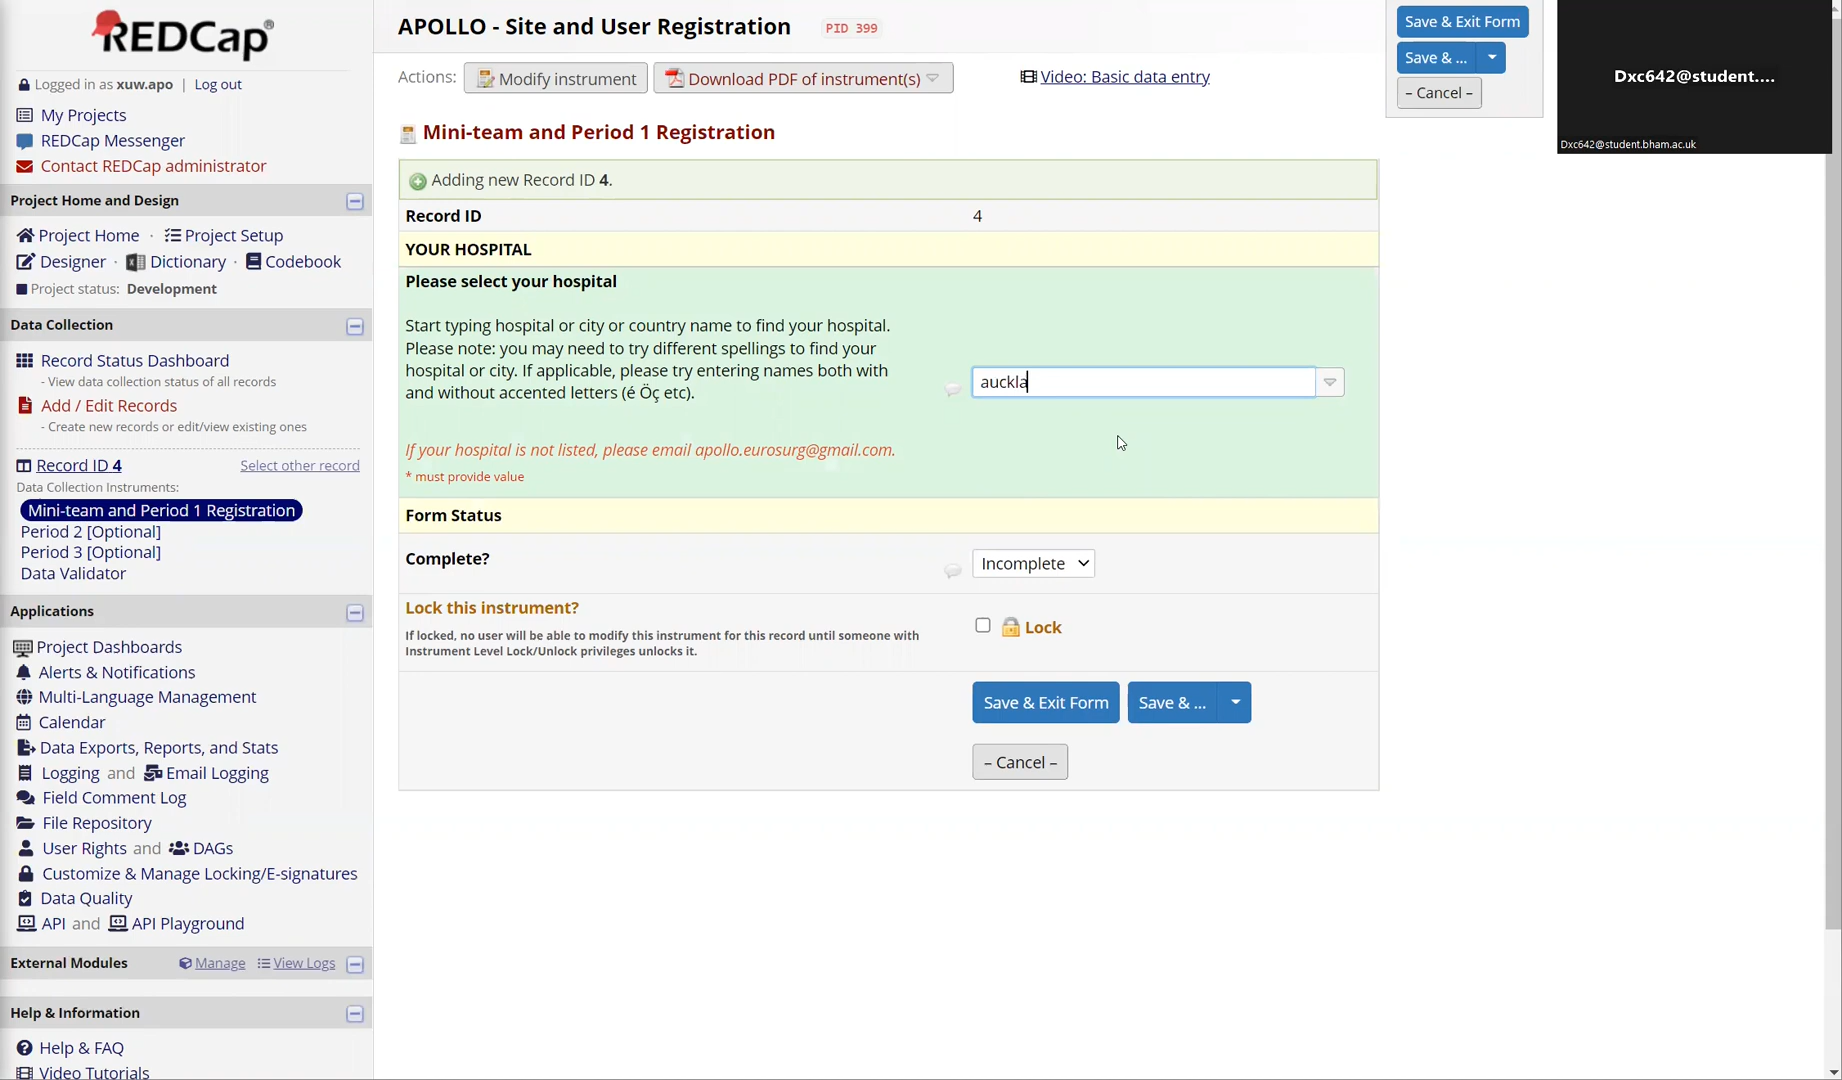 REDCap®
Logged in as xuw.apo | Log out
My Projects
REDCap Messenger
Contact REDCap administrator
Project Home and Design
Project Home · Project Setup
Designer · Dictionary · Codebook
Project status: Development
Data Collection
Record Status Dashboard
- View data collection status of all records
Add / Edit Records
- Create new records or edit/view existing ones
Record ID 4 Select other record
Data Collection Instruments:
Mini-team and Period 1 Registration
Period 2 [Optional]
Period 3 [Optional]
Data Validator
Applications
Project Dashboards
Alerts & Notifications
Multi-Language Management
Calendar
Data Exports, Reports, and Stats
Logging and Email Logging
Field Comment Log
File Repository
User Rights and DAGs
Customize & Manage Locking/E-signatures
Data Quality
API and API Playground
External Modules Manage View Logs
Help & Information
Help & FAQ
Video Tutorials
APOLLO - Site and User Registration PID 399
Actions: Modify instrument Download PDF of instrument(s) Video: Basic data entry
Mini-team and Period 1 Registration
Adding new Record ID 4.
Record ID 4
YOUR HOSPITAL
Please select your hospital
Start typing hospital or city or country name to find your hospital.
Please note: you may need to try different spellings to find your
hospital or city. If applicable, please try entering names both with
and without accented letters (é Öç etc).
auckla
If your hospital is not listed, please email apollo.eurosurg@gmail.com.
* must provide value
Form Status
Complete? Incomplete
Lock this instrument?
If locked, no user will be able to modify this instrument for this record until someone with
Instrument Level Lock/Unlock privileges unlocks it.
Lock
Save & Exit Form Save & ...
– Cancel –
Save & Exit Form
Save & ...
– Cancel –
Dxc642@student....
Dxc642@student.bham.ac.uk